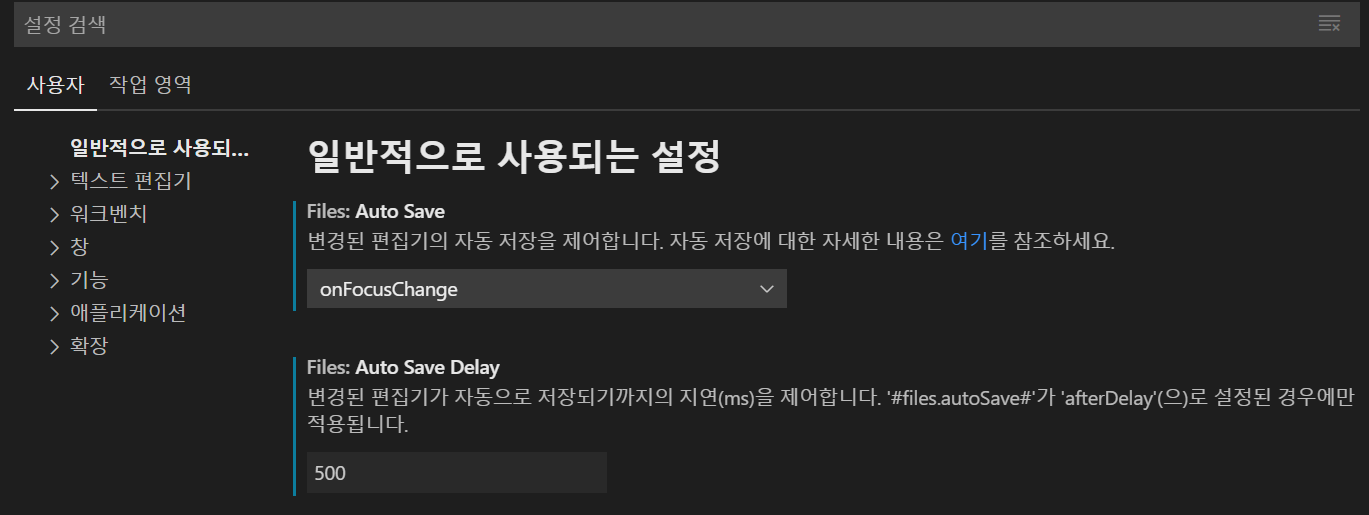 설정 검색
사용자 작업 영역
일반적으로 사용되...
텍스트 편집기
워크벤치
창
기능
애플리케이션
확장
일반적으로 사용되는 설정
Files: Auto Save
변경된 편집기의 자동 저장을 제어합니다. 자동 저장에 대한 자세한 내용은 여기를 참조하세요.
onFocusChange
Files: Auto Save Delay
변경된 편집기가 자동으로 저장되기까지의 지연(ms)을 제어합니다. '#files.autoSave#'가 'afterDelay'(으)로 설정된 경우에만
적용됩니다.
500